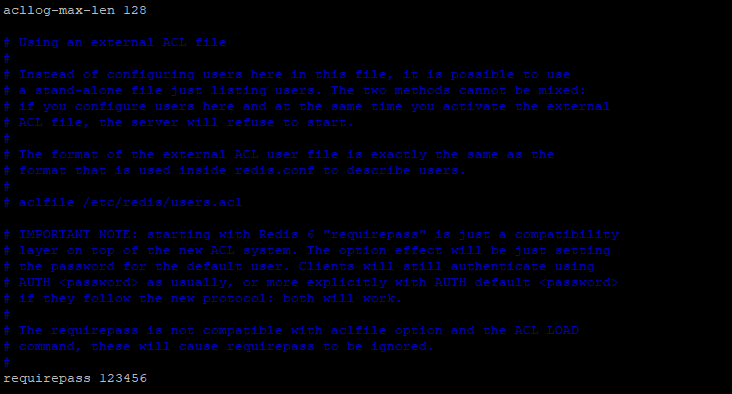 acllog-max-len 128
# Using an external ACL file
#
# Instead of configuring users here in this file, it is possible to use
# a stand-alone file just listing users. The two methods cannot be mixed:
# if you configure users here and at the same time you activate the external
# ACL file, the server will refuse to start.
#
# The format of the external ACL user file is exactly the same as the
# format that is used inside redis.conf to describe users.
#
# aclfile /etc/redis/users.acl
# IMPORTANT NOTE: starting with Redis 6 "requirepass" is just a compatibility
# layer on top of the new ACL system. The option effect will be just setting
# the password for the default user. Clients will still authenticate using
# AUTH <password> as usually, or more explicitly with AUTH default <password>
# if they follow the new protocol: both will work.
#
# The requirepass is not compatible with aclfile option and the ACL LOAD
# command, these will cause requirepass to be ignored.
#
requirepass 123456